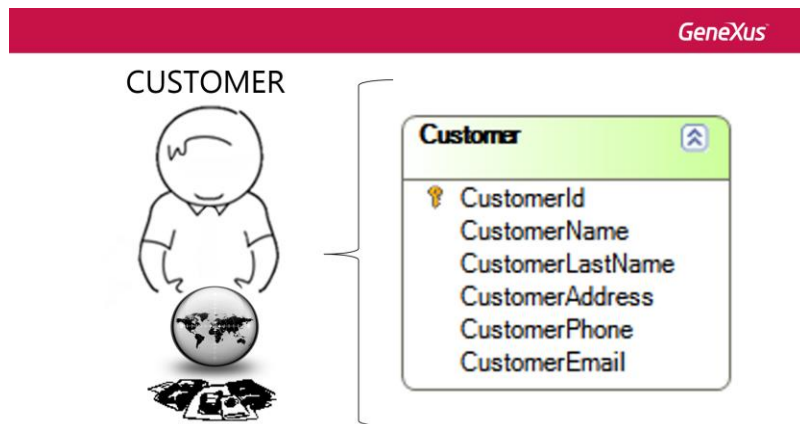 GeneXus
CUSTOMER
Customer
CustomerId
CustomerName
CustomerLastName
CustomerAddress
CustomerPhone
CustomerEmail